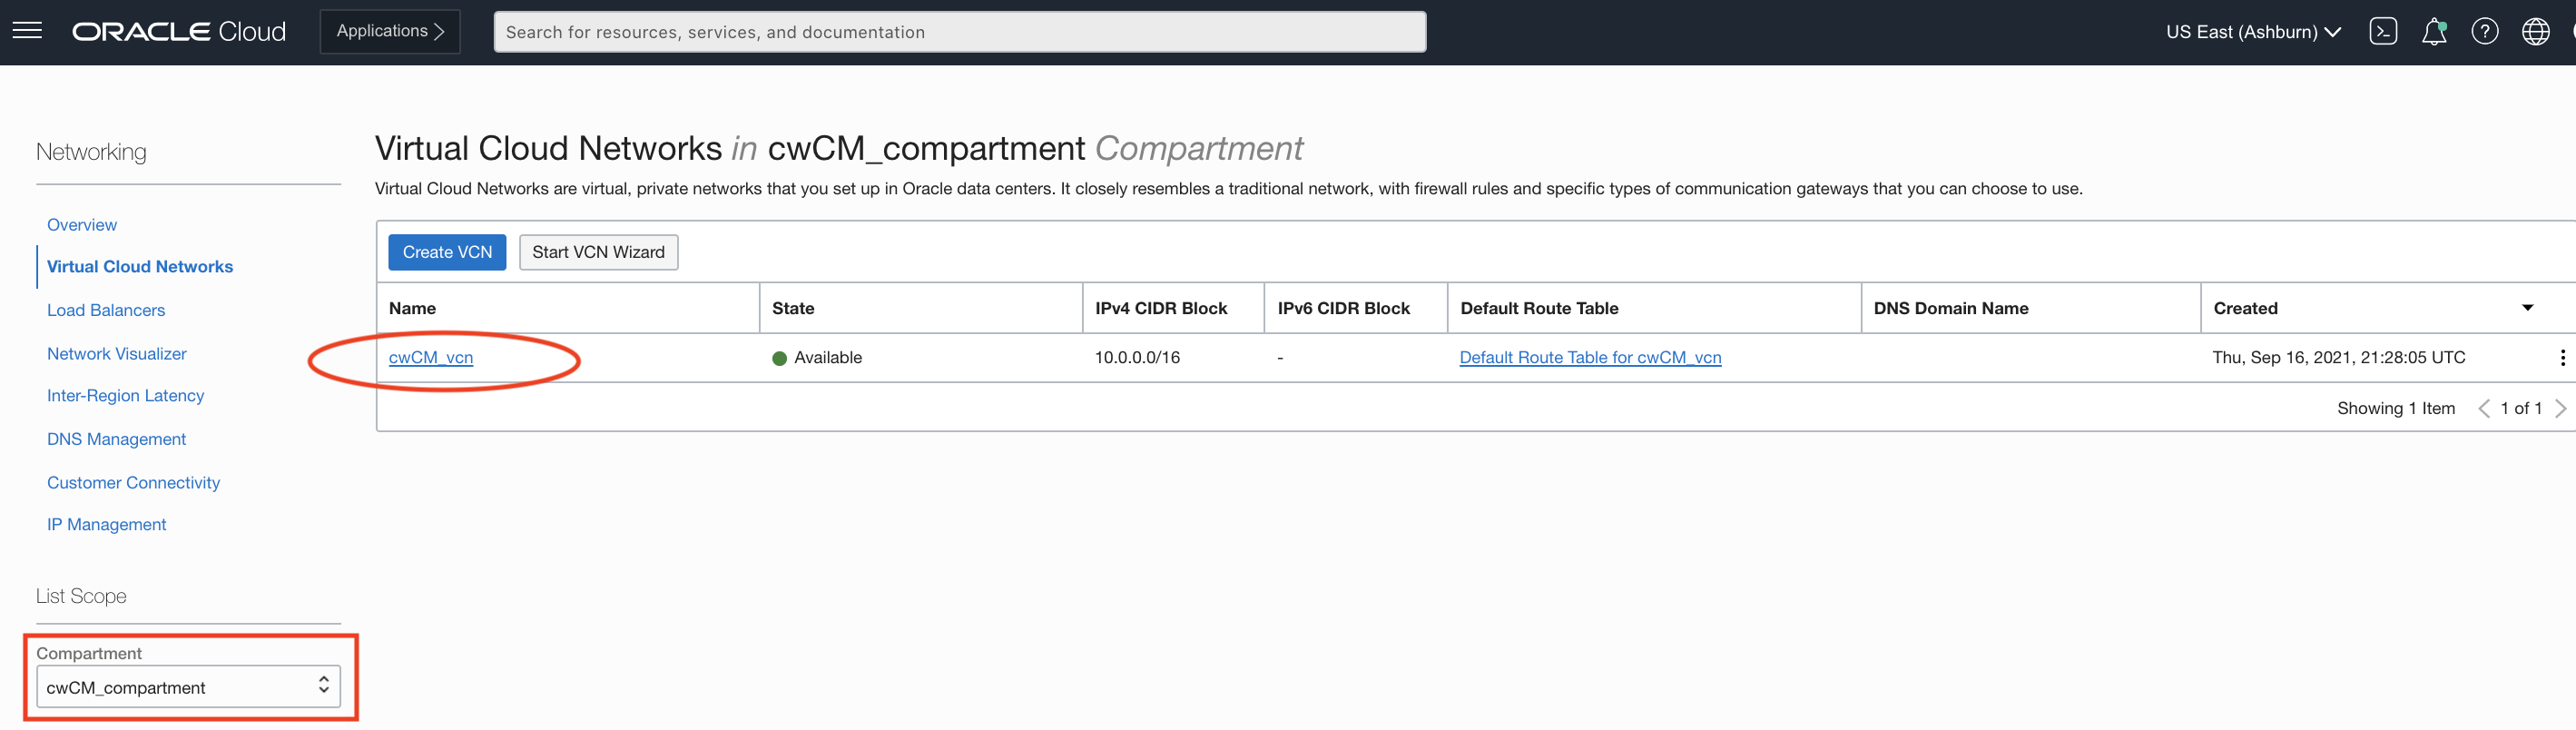 ORACLE Cloud
Applications
Search for resources, services, and documentation
US East (Ashburn)
Networking
Overview
Virtual Cloud Networks
Load Balancers
Network Visualizer
Inter-Region Latency
DNS Management
Customer Connectivity
IP Management
List Scope
Compartment
cwCM_compartment
Virtual Cloud Networks in cwCM_compartment Compartment
Virtual Cloud Networks are virtual, private networks that you set up in Oracle data centers. It closely resembles a traditional network, with firewall rules and specific types of communication gateways that you can choose to use.
Create VCN Start VCN Wizard
Name State IPv4 CIDR Block IPv6 CIDR Block Default Route Table DNS Domain Name Created
cwCM_vcn Available 10.0.0.0/16 - Default Route Table for cwCM_vcn Thu, Sep 16, 2021, 21:28:05 UTC
Showing 1 Item 1 of 1